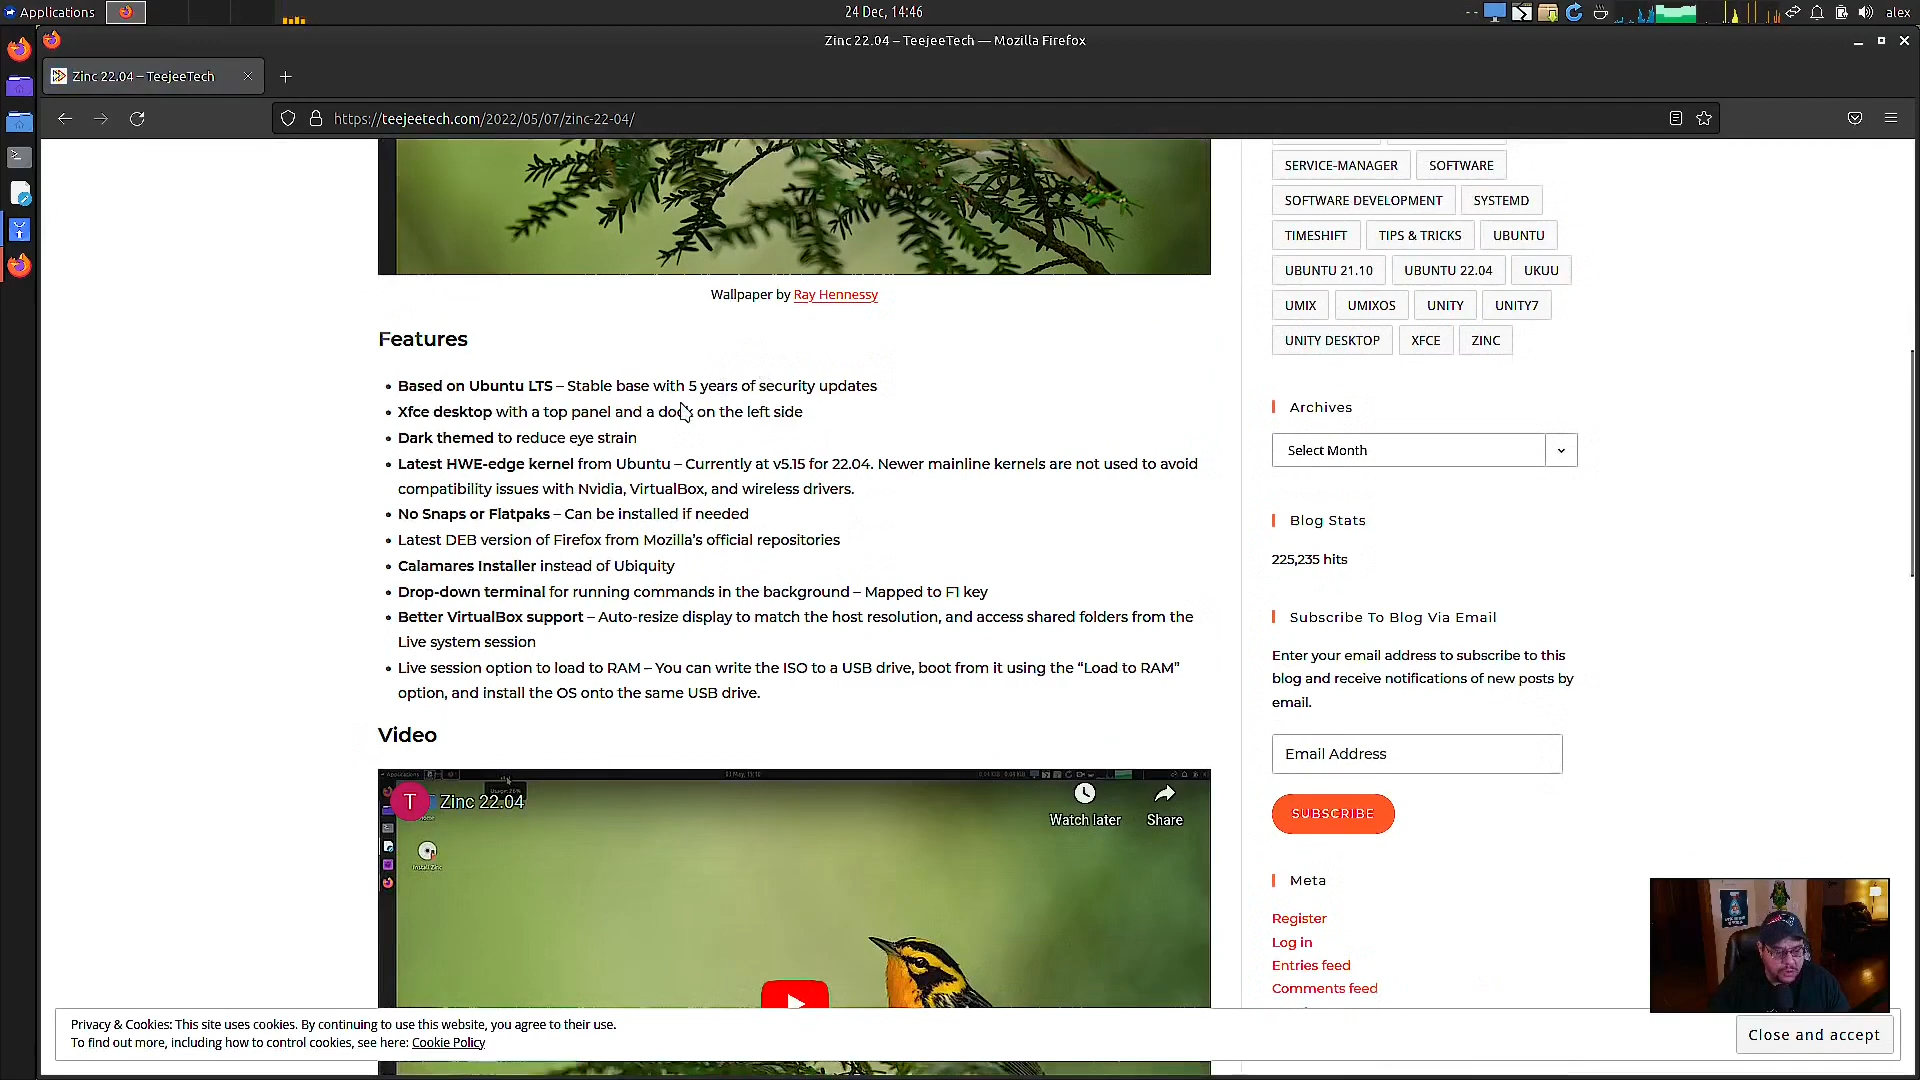 Applications
24 Dec, 14:46
alex
Zinc 22.04 – TeejeeTech — Mozilla Firefox
Zinc 22.04 – TeejeeTech
https://teejeetech.com/2022/05/07/zinc-22-04/
Wallpaper by Ray Hennessy
Features
• Based on Ubuntu LTS – Stable base with 5 years of security updates
• Xfce desktop with a top panel and a dock on the left side
• Dark themed to reduce eye strain
• Latest HWE-edge kernel from Ubuntu – Currently at v5.15 for 22.04. Newer mainline kernels are not used to avoid
compatibility issues with Nvidia, VirtualBox, and wireless drivers.
• No Snaps or Flatpaks – Can be installed if needed
• Latest DEB version of Firefox from Mozilla’s official repositories
• Calamares Installer instead of Ubiquity
• Drop-down terminal for running commands in the background – Mapped to F1 key
• Better VirtualBox support – Auto-resize display to match the host resolution, and access shared folders from the
Live system session
• Live session option to load to RAM – You can write the ISO to a USB drive, boot from it using the “Load to RAM”
option, and install the OS onto the same USB drive.
Video
Applications
T
Zinc 22.04
Watch later
Share
Install Zinc
SERVICE-MANAGER SOFTWARE
SOFTWARE DEVELOPMENT SYSTEMD
TIMESHIFT TIPS & TRICKS UBUNTU
UBUNTU 21.10 UBUNTU 22.04 UKUU
UMIX UMIXOS UNITY UNITY7
UNITY DESKTOP XFCE ZINC
Archives
Select Month
Blog Stats
225,235 hits
Subscribe To Blog Via Email
Enter your email address to subscribe to this
blog and receive notifications of new posts by
email.
Email Address
SUBSCRIBE
Meta
Register
Log in
Entries feed
Comments feed
Privacy & Cookies: This site uses cookies. By continuing to use this website, you agree to their use.
To find out more, including how to control cookies, see here: Cookie Policy
Close and accept